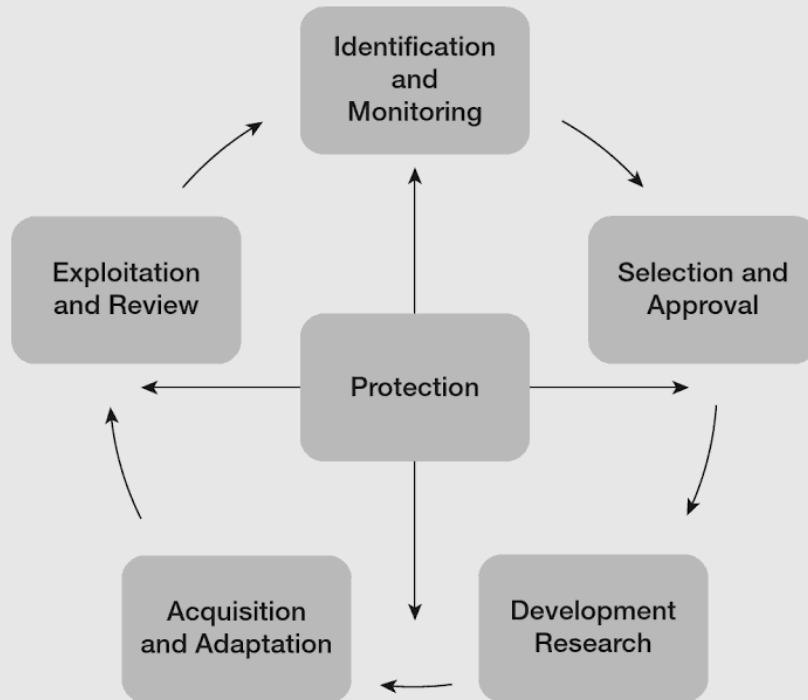 Identification
and
Monitoring
Exploitation
and Review
Selection and
Approval
Protection
Acquisition
and Adaptation
Development
Research